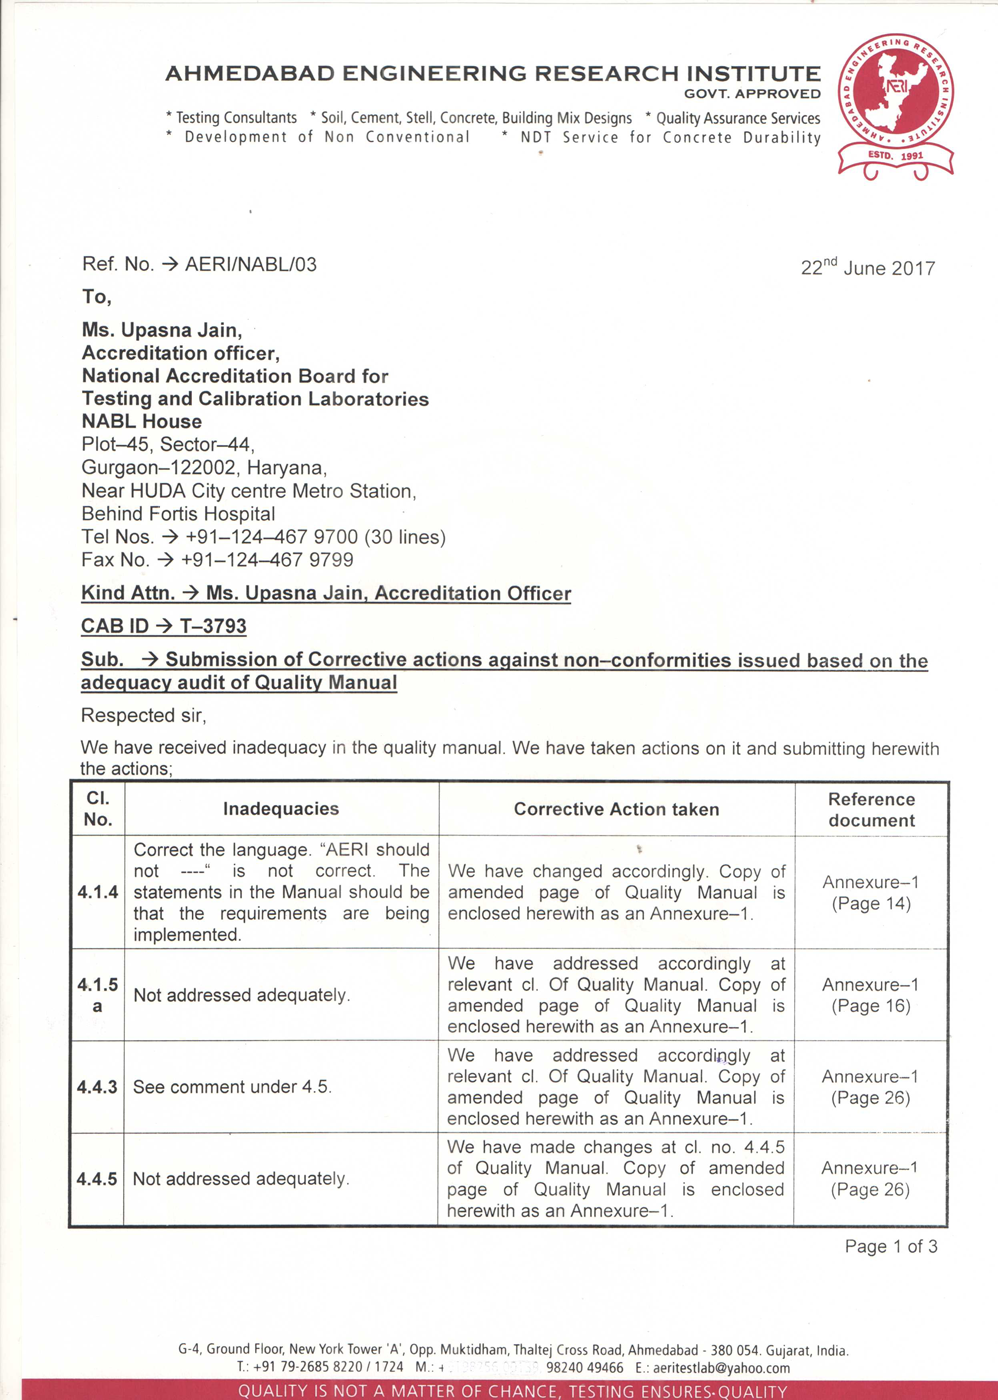 AHMEDABAD ENGINEERING RESEARCH INSTITUTE
GOVT. APPROVED
* Testing Consultants * Soil, Cement, Stell, Concrete, Building Mix Designs * Quality Assurance Services
* Development of Non Conventional * NDT Service for Concrete Durability
AHMEDABAD ENGINEERING RESEARCH INSTITUTE
AERI
ESTD. 1991
Ref. No. → AERI/NABL/03
22nd June 2017
To,
Ms. Upasna Jain,
Accreditation officer,
National Accreditation Board for
Testing and Calibration Laboratories
NABL House
Plot–45, Sector–44,
Gurgaon–122002, Haryana,
Near HUDA City centre Metro Station,
Behind Fortis Hospital
Tel Nos. → +91–124–467 9700 (30 lines)
Fax No. → +91–124–467 9799
Kind Attn. → Ms. Upasna Jain, Accreditation Officer
CAB ID → T–3793
Sub. → Submission of Corrective actions against non–conformities issued based on the
adequacy audit of Quality Manual
Respected sir,
We have received inadequacy in the quality manual. We have taken actions on it and submitting herewith
the actions;
Cl. No.
Inadequacies
Corrective Action taken
Reference document
4.1.4
Correct the language. "AERI should
not ----" is not correct. The
statements in the Manual should be
that the requirements are being
implemented.
We have changed accordingly. Copy of
amended page of Quality Manual is
enclosed herewith as an Annexure–1.
Annexure–1
(Page 14)
4.1.5
a
Not addressed adequately.
We have addressed accordingly at
relevant cl. Of Quality Manual. Copy of
amended page of Quality Manual is
enclosed herewith as an Annexure–1.
Annexure–1
(Page 16)
4.4.3
See comment under 4.5.
We have addressed accordingly at
relevant cl. Of Quality Manual. Copy of
amended page of Quality Manual is
enclosed herewith as an Annexure–1.
Annexure–1
(Page 26)
4.4.5
Not addressed adequately.
We have made changes at cl. no. 4.4.5
of Quality Manual. Copy of amended
page of Quality Manual is enclosed
herewith as an Annexure–1.
Annexure–1
(Page 26)
Page 1 of 3
G-4, Ground Floor, New York Tower 'A', Opp. Muktidham, Thaltej Cross Road, Ahmedabad - 380 054. Gujarat, India.
T.: +91 79-2685 8220 / 1724 M.: + 98240 49466 E.: aeritestlab@yahoo.com
QUALITY IS NOT A MATTER OF CHANCE, TESTING ENSURES-QUALITY